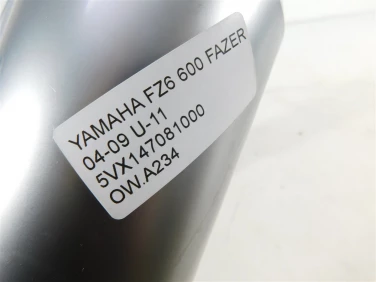 YAMAHA FZ6 600 FAZER
04-09 U-11
5VX147081000
OW.A234